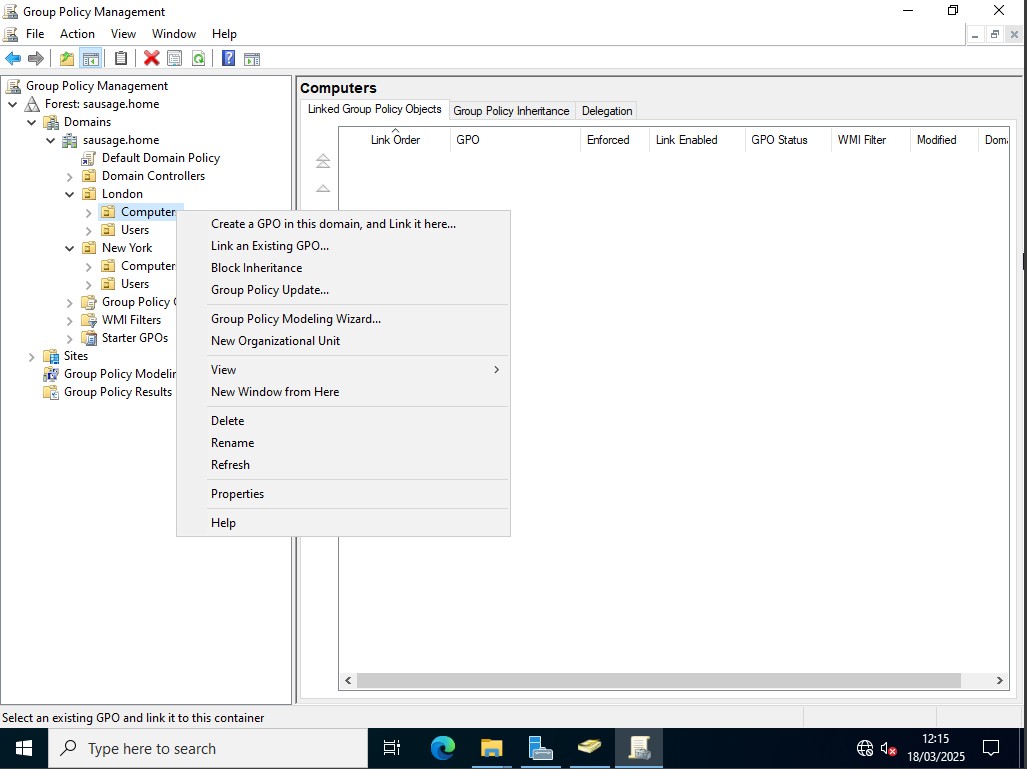 Group Policy Management
File Action View Window Help
Group Policy Management
Forest: sausage.home
Domains
sausage.home
Default Domain Policy
Domain Controllers
London
Computer
Users
New York
Computer
Users
Group Policy
WMI Filters
Starter GPOs
Sites
Group Policy
Group Policy Results
Create a GPO in this domain, and Link it here...
Link an Existing GPO...
Block Inheritance
Group Policy Update...
Group Policy Modeling Wizard...
New Organizational Unit
View
New Window from Here
Delete
Rename
Refresh
Properties
Help
Computers
Linked Group Policy Objects Group Policy Inheritance Delegation
Link Order GPO Enforced Link Enabled GPO Status WMI Filter Modified
Select an existing GPO and link it to this container
Type here to search
12:15
18/03/2025